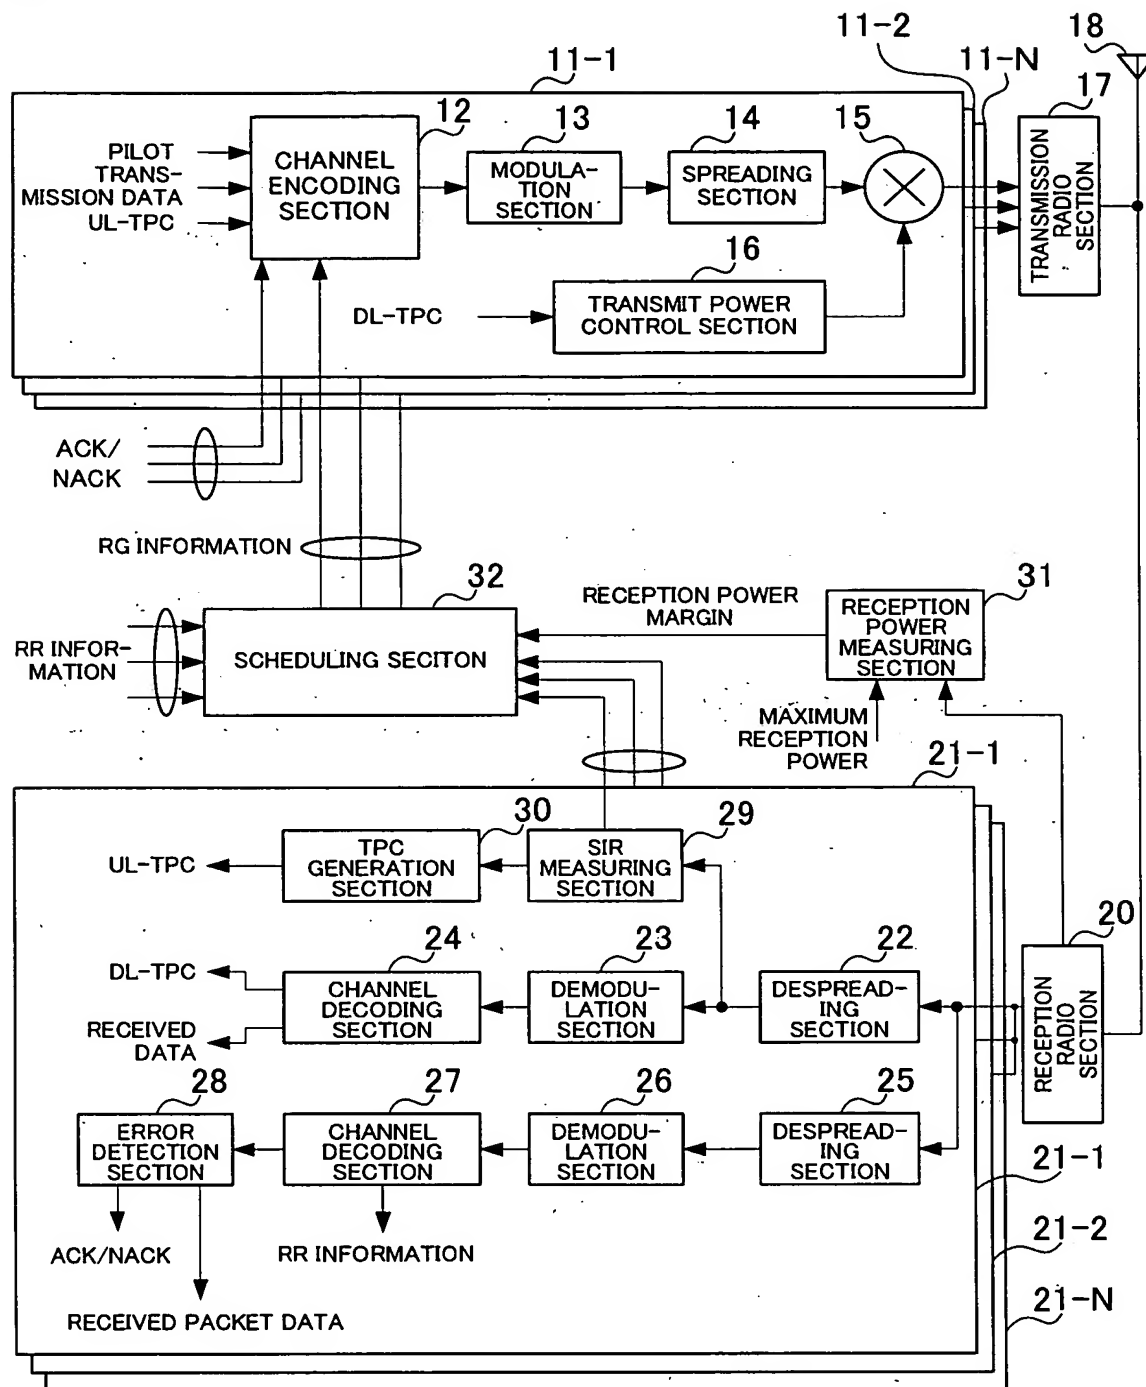 11-1
11-2
11-N
18
17
12
13
14
15
PILOT
TRANS-
MISSION DATA
UL-TPC
CHANNEL
ENCODING
SECTION
MODULA-
TION
SECTION
SPREADING
SECTION
TRANSMISSION
RADIO
SECTION
16
DL-TPC
TRANSMIT POWER
CONTROL SECTION
ACK/
NACK
RG INFORMATION
32
31
RECEPTION POWER
MARGIN
RECEPTION
POWER
MEASURING
SECTION
RR INFOR-
MATION
SCHEDULING SECITON
MAXIMUM
RECEPTION
POWER
21-1
30
29
UL-TPC
TPC
GENERATION
SECTION
SIR
MEASURING
SECTION
20
24
23
22
DL-TPC
RECEIVED
DATA
CHANNEL
DECODING
SECTION
DEMODU-
LATION
SECTION
DESPREAD-
ING
SECTION
RECEPTION
RADIO
SECTION
28
27
26
25
ERROR
DETECTION
SECTION
CHANNEL
DECODING
SECTION
DEMODU-
LATION
SECTION
DESPREAD-
ING
SECTION
21-1
ACK/NACK
RR INFORMATION
21-2
RECEIVED PACKET DATA
21-N